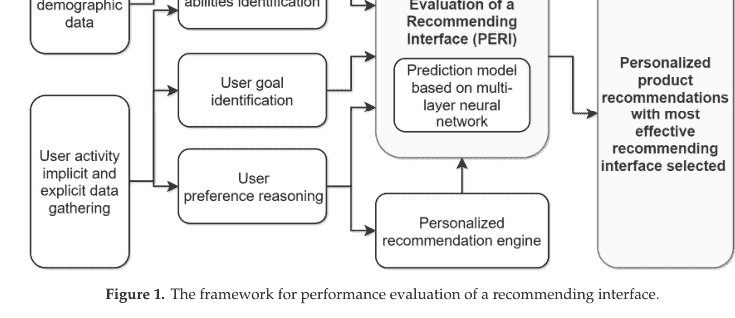 demographic
data
abilities identification
Evaluation of a
Recommending
Interface (PERI)
User goal
identification
Prediction model
based on multi-
layer neural
network
Personalized
product
recommendations
with most
effective
recommending
interface selected
User activity
implicit and
explicit data
gathering
User
preference reasoning
Personalized
recommendation engine
Figure 1. The framework for performance evaluation of a recommending interface.